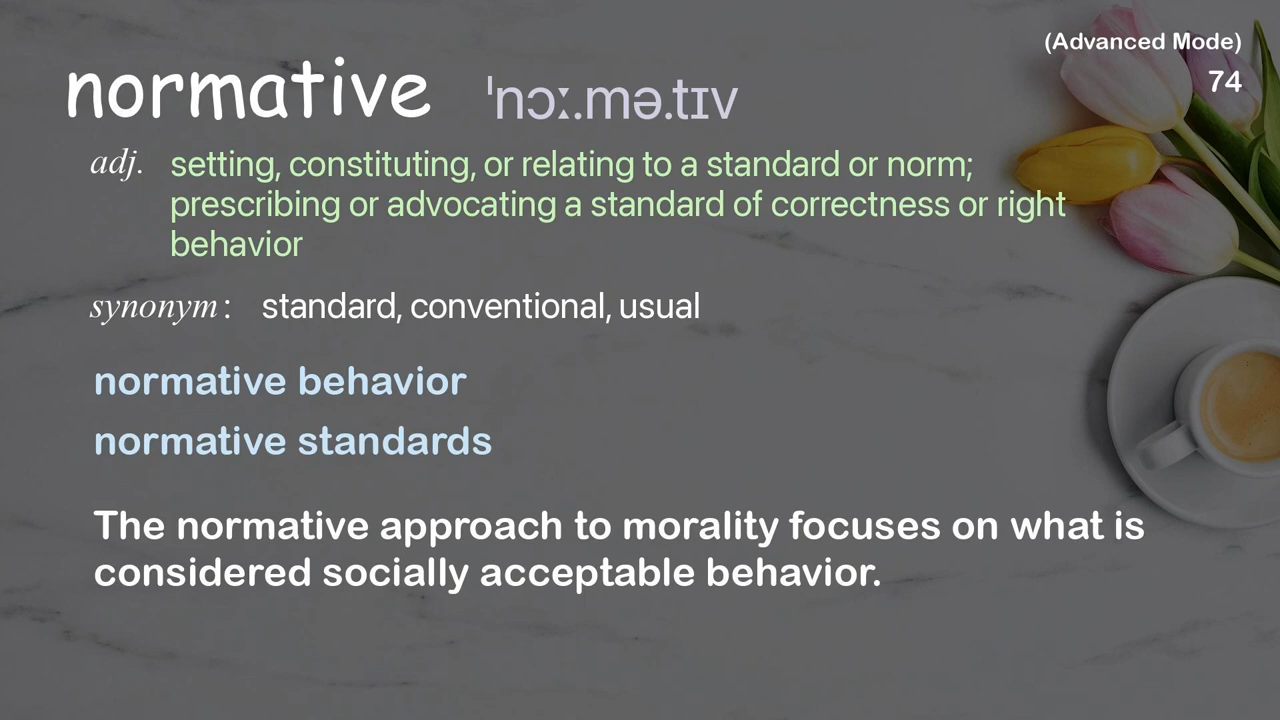 (Advanced Mode)
74
normative ˈnɔː.mə.tɪv
adj. setting, constituting, or relating to a standard or norm;
prescribing or advocating a standard of correctness or right
behavior
synonym : standard, conventional, usual
normative behavior
normative standards
The normative approach to morality focuses on what is
considered socially acceptable behavior.